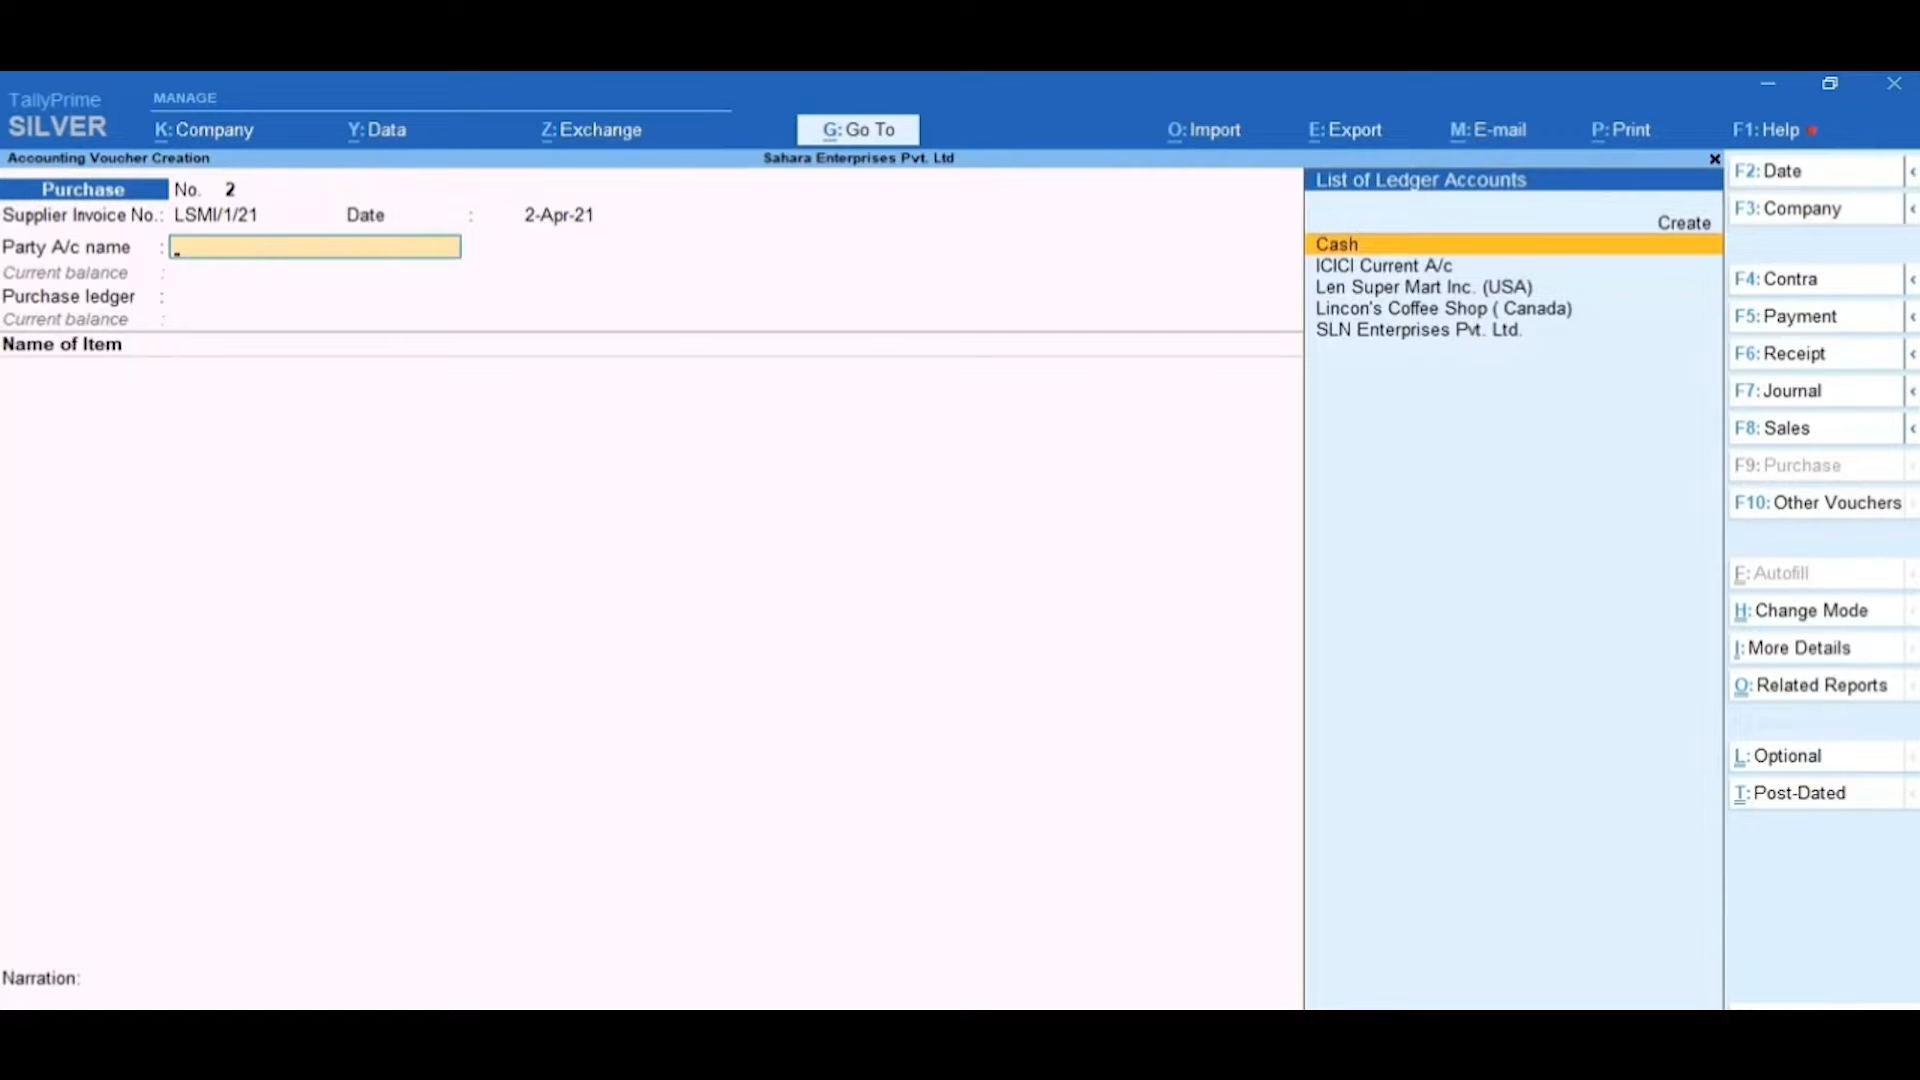 TallyPrime
SILVER
MANAGE
K: Company
Y: Data
Z: Exchange
G: Go To
O: Import
E: Export
M: E-mail
P: Print
F1: Help
Accounting Voucher Creation
Sahara Enterprises Pvt. Ltd
Purchase No. 2
Supplier Invoice No.: LSMI/1/21 Date : 2-Apr-21
Party A/c name :
Current balance :
Purchase ledger :
Current balance :
Name of Item
Narration:
List of Ledger Accounts
Create
Cash
ICICI Current A/c
Len Super Mart Inc. (USA)
Lincon's Coffee Shop ( Canada)
SLN Enterprises Pvt. Ltd.
F2: Date
F3: Company
F4: Contra
F5: Payment
F6: Receipt
F7: Journal
F8: Sales
F9: Purchase
F10: Other Vouchers
F: Autofill
H: Change Mode
I: More Details
O: Related Reports
L: Optional
T: Post-Dated